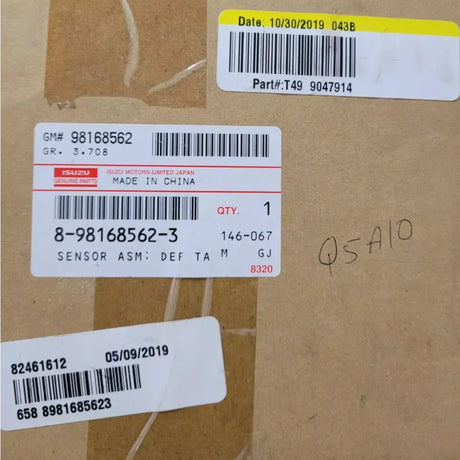 Date: 10/30/2019 043B
Part#:T49 9047914
GM# 98168562
GR. 3.708
ISUZU
GENUINE PARTS
ISUZU MOTORS LIMITED JAPAN
MADE IN CHINA
QTY. 1
8-98168562-3 146-067
SENSOR ASM: DEF TA M GJ
8320
Q5A10
82461612 05/09/2019
658 8981685623